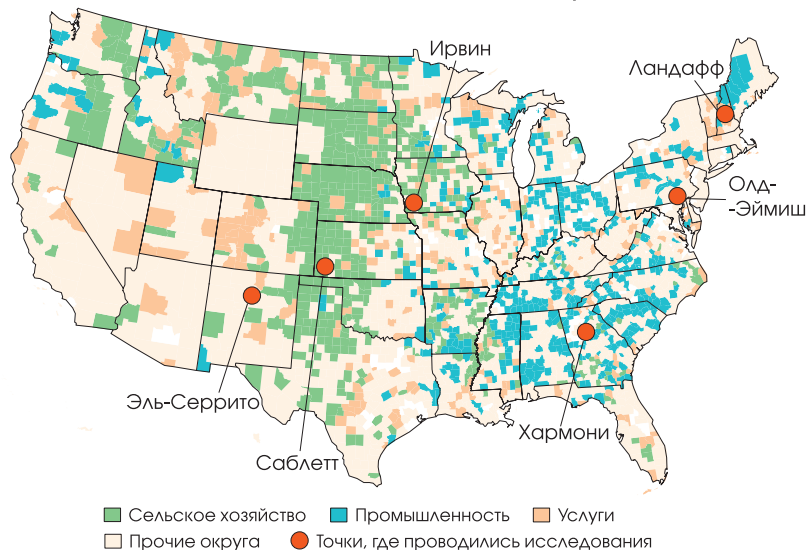 Ирвин
Ландафф
Олд-
-Эймиш
Эль-Серрито
Саблетт
Хармони
Сельское хозяйство
Промышленность
Услуги
Прочие округа
Точки, где проводились исследования